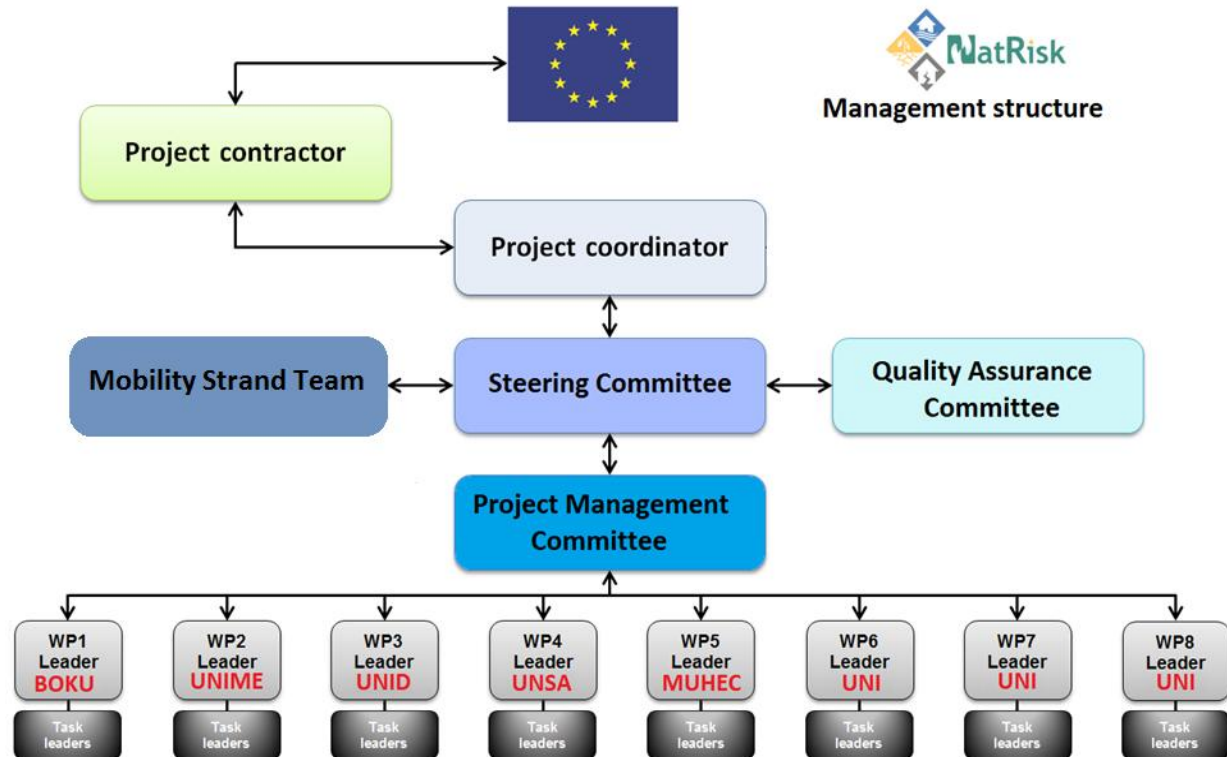 NatRisk
Management structure
Project contractor
Project coordinator
Mobility Strand Team
Steering Committee
Quality Assurance
Committee
Project Management
Committee
WP1
Leader
BOKU
WP2
Leader
UNIME
WP3
Leader
UNID
WP4
Leader
UNSA
WP5
Leader
MUHEC
WP6
Leader
UNI
WP7
Leader
UNI
WP8
Leader
UNI
Task
leaders
Task
leaders
Task
leaders
Task
leaders
Task
leaders
Task
leaders
Task
leaders
Task
leaders